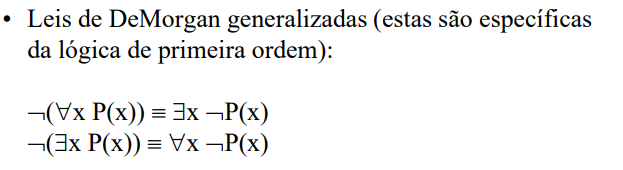 • Leis de DeMorgan generalizadas (estas são específicas
da lógica de primeira ordem):
¬(∀x P(x)) ≡ ∃x ¬P(x)
¬(∃x P(x)) ≡ ∀x ¬P(x)